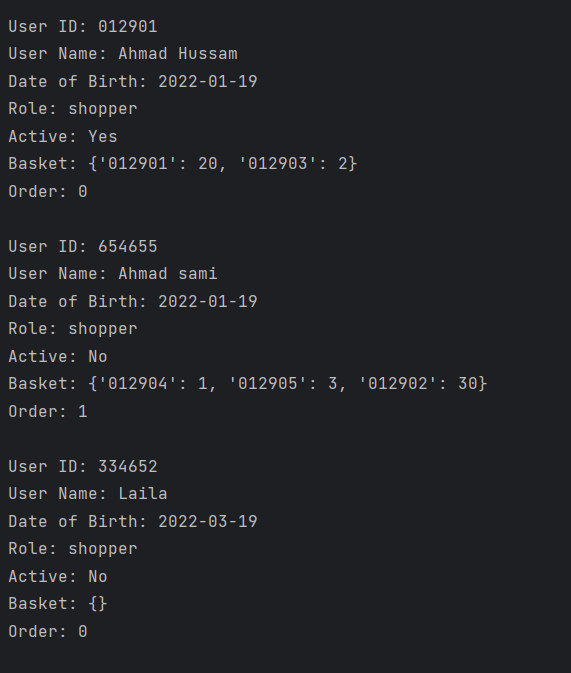 User ID: 012901
User Name: Ahmad Hussam
Date of Birth: 2022-01-19
Role: shopper
Active: Yes
Basket: {'012901': 20, '012903': 2}
Order: 0
User ID: 654655
User Name: Ahmad sami
Date of Birth: 2022-01-19
Role: shopper
Active: No
Basket: {'012904': 1, '012905': 3, '012902': 30}
Order: 1
User ID: 334652
User Name: Laila
Date of Birth: 2022-03-19
Role: shopper
Active: No
Basket: {}
Order: 0